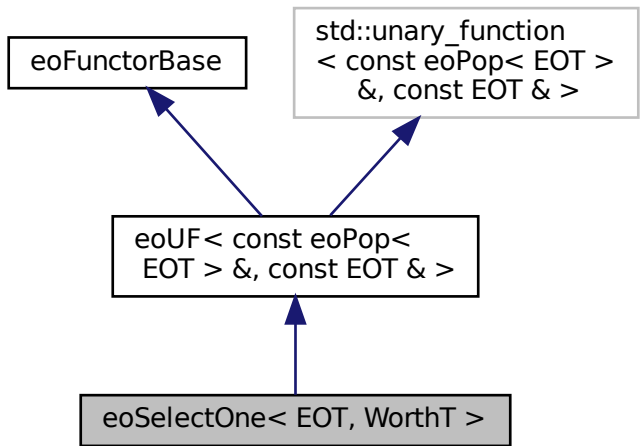 eoFunctorBase
std::unary_function
< const eoPop< EOT >
&, const EOT & >
eoUF< const eoPop<
EOT > &, const EOT & >
eoSelectOne< EOT, WorthT >